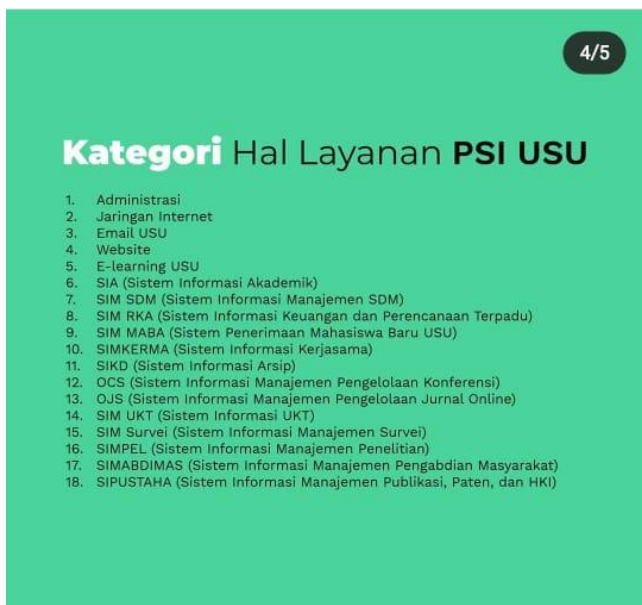 4/5
Kategori Hal Layanan PSI USU
1. Administrasi
2. Jaringan Internet
3. Email USU
4. Website
5. E-learning USU
6. SIA (Sistem Informasi Akademik)
7. SIM SDM (Sistem Informasi Manajemen SDM)
8. SIM RKA (Sistem Informasi Keuangan dan Perencanaan Terpadu)
9. SIM MABA (Sistem Penerimaan Mahasiswa Baru USU)
10. SIMKERMA (Sistem Informasi Kerjasama)
11. SIKD (Sistem Informasi Arsip)
12. OCS (Sistem Informasi Manajemen Pengelolaan Konferensi)
13. OJS (Sistem Informasi Manajemen Pengelolaan Jurnal Online)
14. SIM UKT (Sistem Informasi UKT)
15. SIM Survei (Sistem Informasi Manajemen Survei)
16. SIMPEL (Sistem Informasi Manajemen Penelitian)
17. SIMABDIMAS (Sistem Informasi Manajemen Pengabdian Masyarakat)
18. SIPUSTAHA (Sistem Informasi Manajemen Publikasi, Paten, dan HKI)